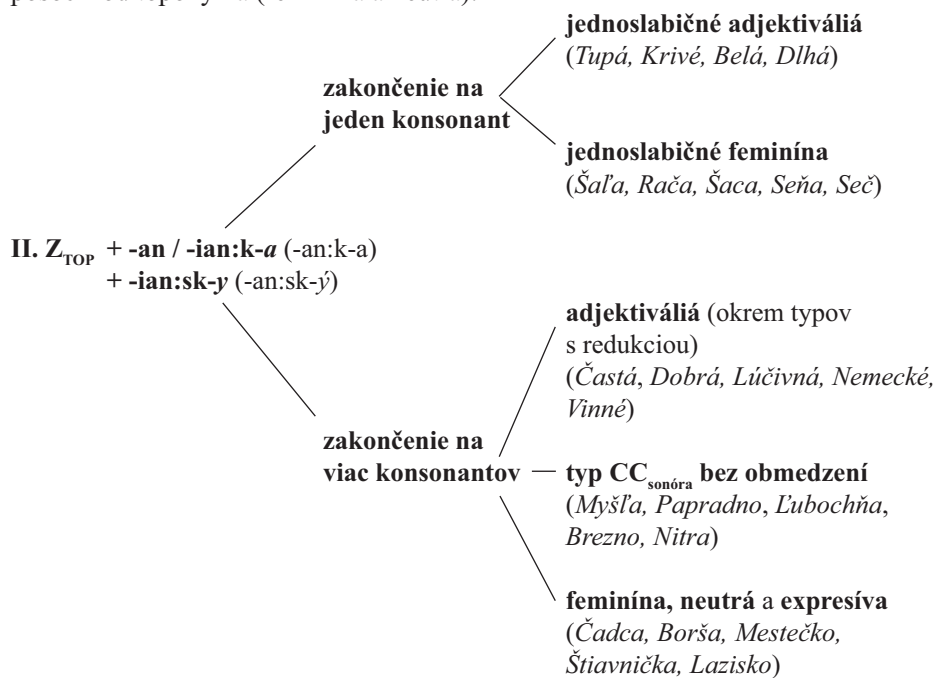 jednoslabičné adjektiváliá
(Tupá, Krivé, Belá, Dlhá)
zakončenie na
jeden konsonant
jednoslabičné feminína
(Šaľa, Rača, Šaca, Seňa, Seč)
II. Z_TOP + -an / -ian:k-a (-an:k-a)
+ -ian:sk-y (-an:sk-ý)
adjektiváliá (okrem typov
s redukciou)
(Častá, Dobrá, Lúčivná, Nemecké,
Vinné)
zakončenie na
viac konsonantov
typ CC_sonóra bez obmedzení
(Myšľa, Papradno, Ľubochňa,
Brezno, Nitra)
feminína, neutrá a expresíva
(Čadca, Borša, Mestečko,
Štiavnička, Lazisko)